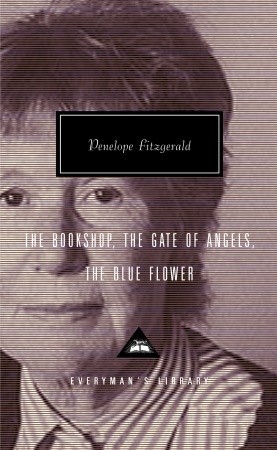 Penelope Fitzgerald
THE BOOKSHOP, THE GATE OF ANGELS,
THE BLUE FLOWER
EVERYMAN'S LIBRARY